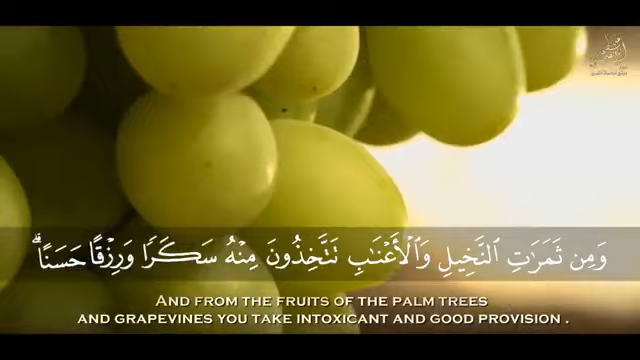 وَمِن ثَمَرَٰتِ ٱلنَّخِيلِ وَٱلْأَعْنَـٰبِ تَتَّخِذُونَ مِنْهُ سَكَرًا وَرِزْقًا حَسَنًا ۗ
AND FROM THE FRUITS OF THE PALM TREES
AND GRAPEVINES YOU TAKE INTOXICANT AND GOOD PROVISION .